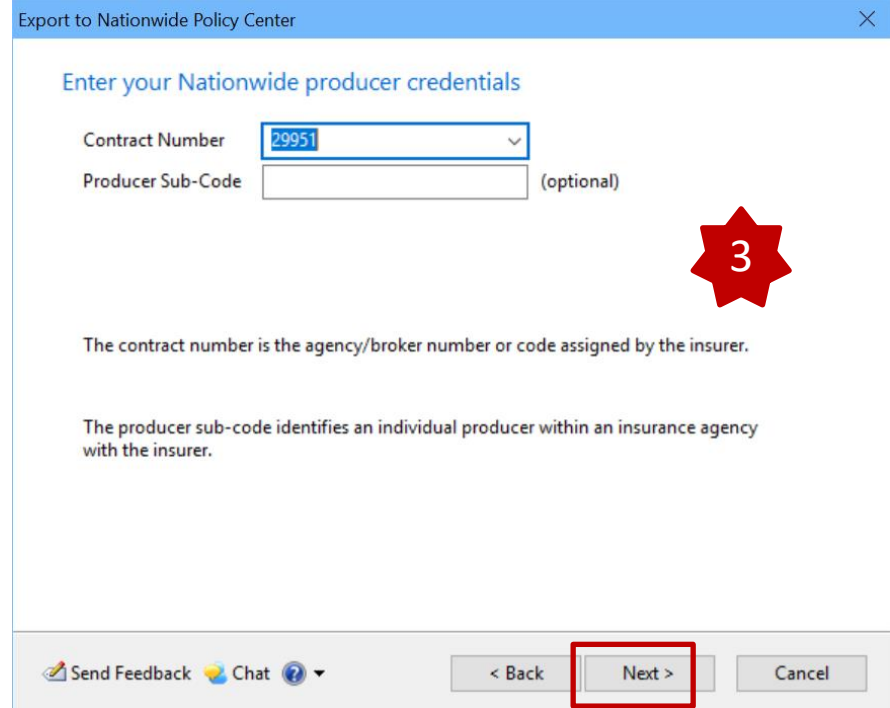 Export to Nationwide Policy Center
Enter your Nationwide producer credentials
Contract Number 29951
Producer Sub-Code (optional)
3
The contract number is the agency/broker number or code assigned by the insurer.
The producer sub-code identifies an individual producer within an insurance agency
with the insurer.
Send Feedback Chat ? < Back Next > Cancel